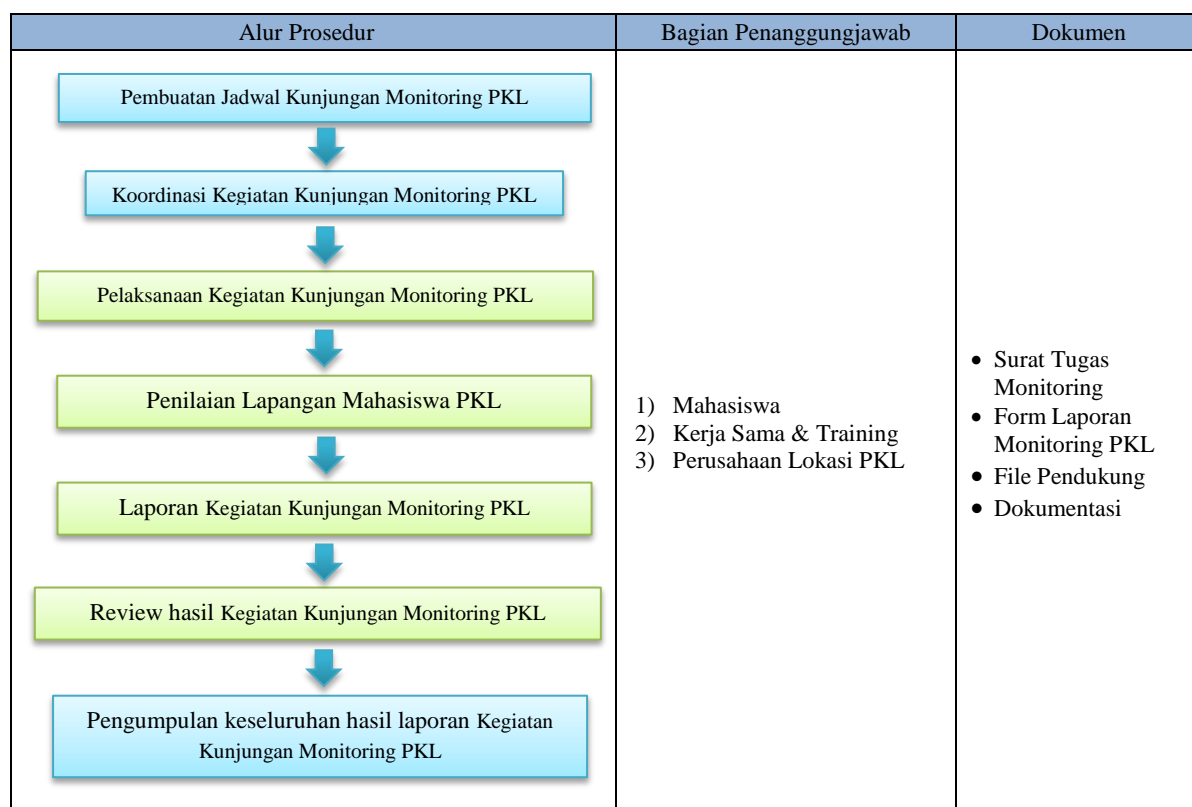 Alur Prosedur
Bagian Penanggungjawab
Dokumen
Pembuatan Jadwal Kunjungan Monitoring PKL
Koordinasi Kegiatan Kunjungan Monitoring PKL
Pelaksanaan Kegiatan Kunjungan Monitoring PKL
Penilaian Lapangan Mahasiswa PKL
Laporan Kegiatan Kunjungan Monitoring PKL
Review hasil Kegiatan Kunjungan Monitoring PKL
Pengumpulan keseluruhan hasil laporan Kegiatan
Kunjungan Monitoring PKL
1) Mahasiswa
2) Kerja Sama & Training
3) Perusahaan Lokasi PKL
• Surat Tugas
Monitoring
• Form Laporan
Monitoring PKL
• File Pendukung
• Dokumentasi